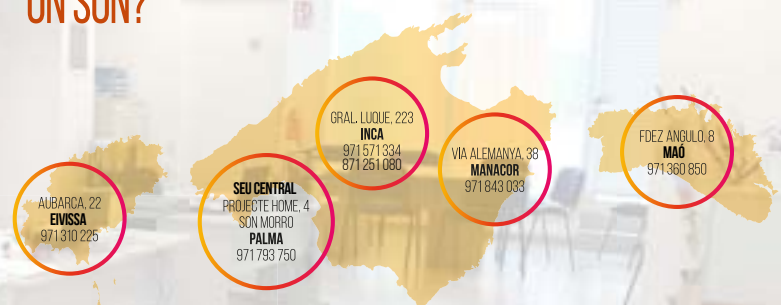 ON SÓN?
GRAL. LUQUE, 223
INCA
971 571 334
871 251 080
VIA ALEMANYA, 38
MANACOR
971 843 033
FDEZ ANGULO, 8
MAÓ
971 360 850
AUBARCA, 22
EIVISSA
971 310 225
SEU CENTRAL
PROJECTE HOME, 4
SON MORRO
PALMA
971 793 750